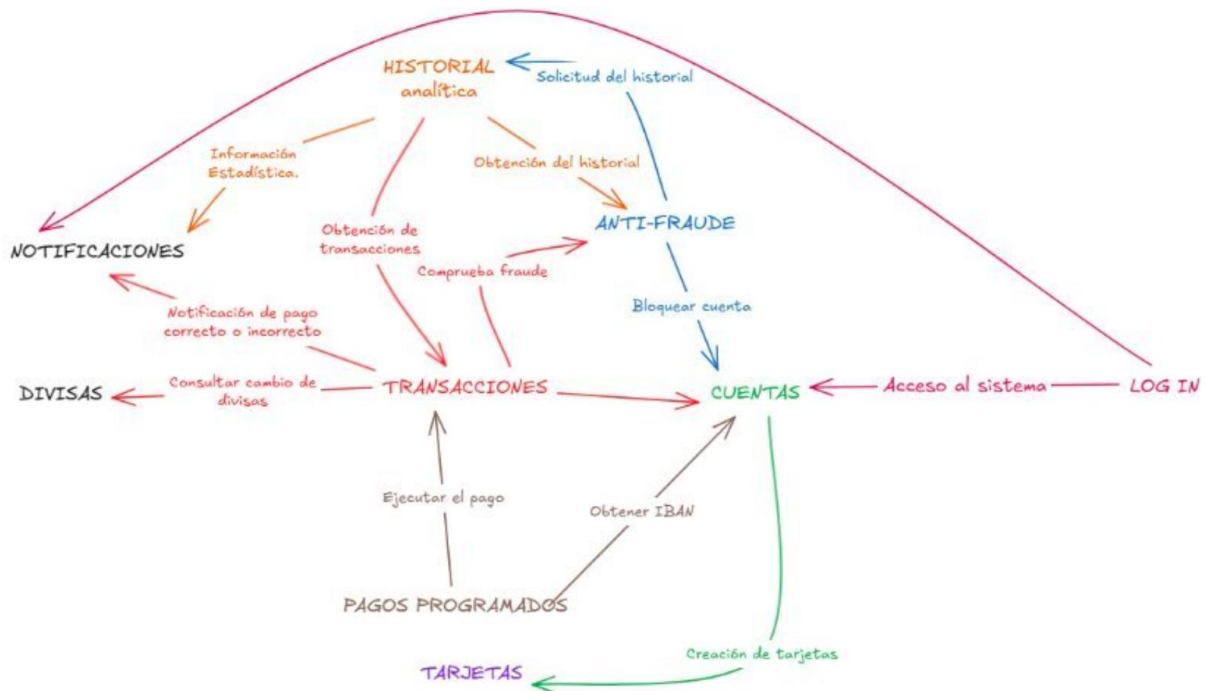 HISTORIAL
analítica
Solicitud del historial
Información
Estadística.
Obtención del historial
Obtención de
transacciones
ANTI-FRAUDE
NOTIFICACIONES
Comprueba fraude
Bloquear cuenta
Notificación de pago
correcto o incorrecto
DIVISAS
Consultar cambio de
divisas
TRANSACCIONES
CUENTAS
Acceso al sistema
LOG IN
Ejecutar el pago
Obtener IBAN
PAGOS PROGRAMADOS
Creación de tarjetas
TARJETAS